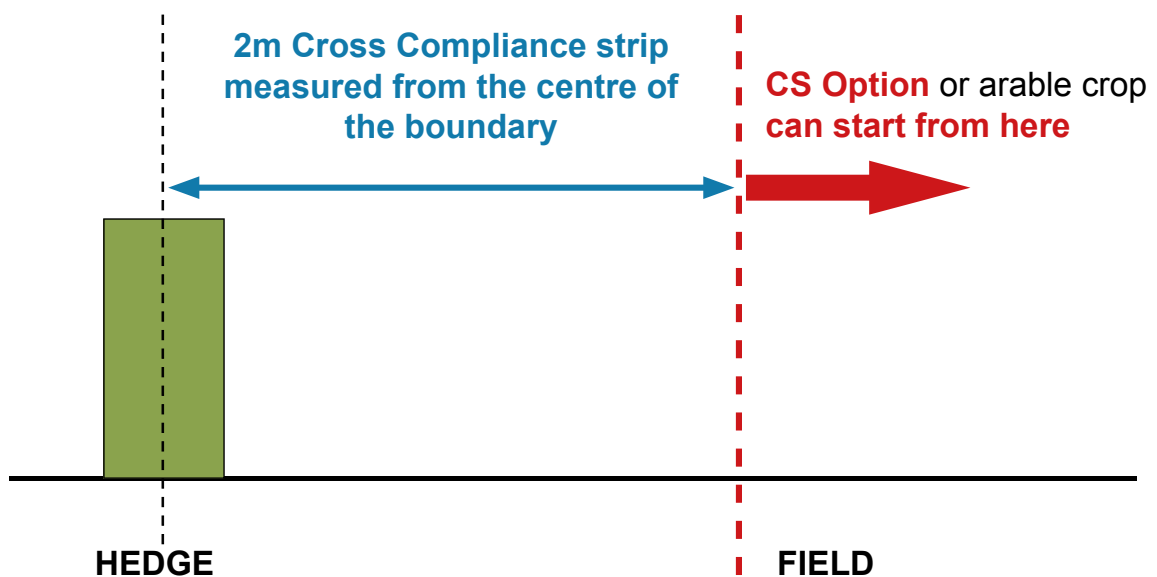 2m Cross Compliance strip
measured from the centre of
the boundary
CS Option or arable crop
can start from here
HEDGE
FIELD